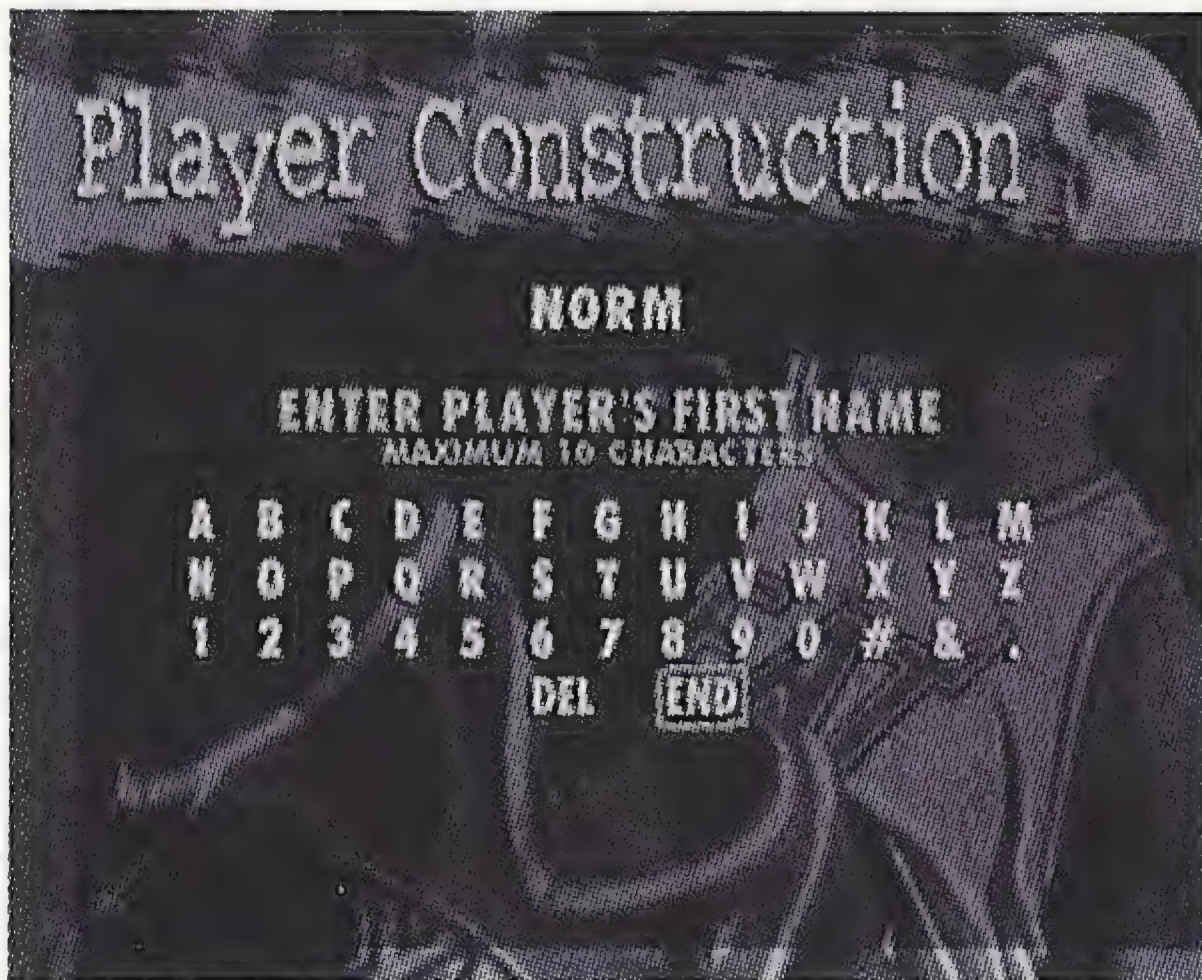 Player Construction
NORM
ENTER PLAYER'S FIRST NAME
MAXIMUM 10 CHARACTERS
A B C D E F G H I J K L M
N O P Q R S T U V W X Y Z
1 2 3 4 5 6 7 8 9 0 # & .
DEL END